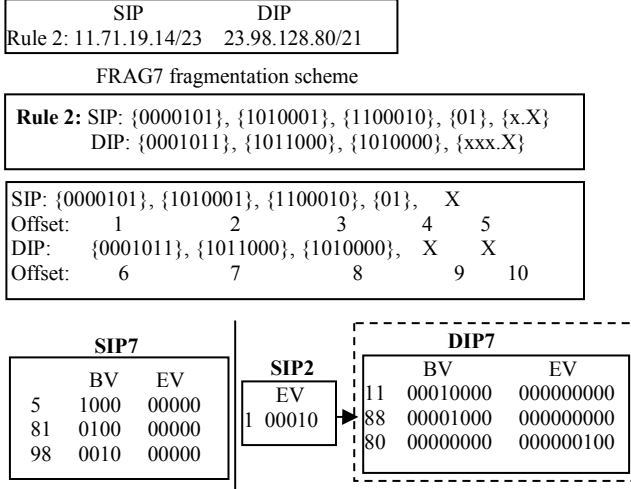 SIP DIP
Rule 2: 11.71.19.14/23 23.98.128.80/21
FRAG7 fragmentation scheme
Rule 2: SIP: {0000101}, {1010001}, {1100010}, {01}, {x.X}
DIP: {0001011}, {1011000}, {1010000}, {xxx.X}
SIP: {0000101}, {1010001}, {1100010}, {01}, X
Offset: 1 2 3 4 5
DIP: {0001011}, {1011000}, {1010000}, X X
Offset: 6 7 8 9 10
SIP7
BV EV
5 1000 00000
81 0100 00000
98 0010 00000
SIP2
EV
1 00010
DIP7
BV EV
11 00010000 000000000
88 00001000 000000000
80 00000000 000000100